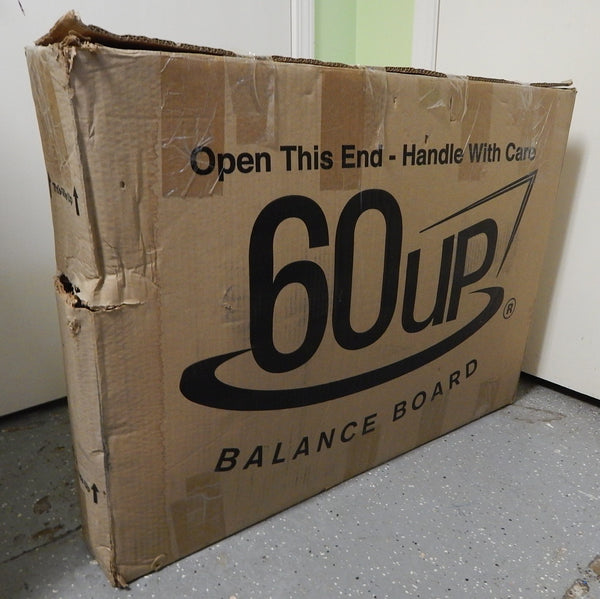 Open This End - Handle With Care
60uP
®
BALANCE BOARD